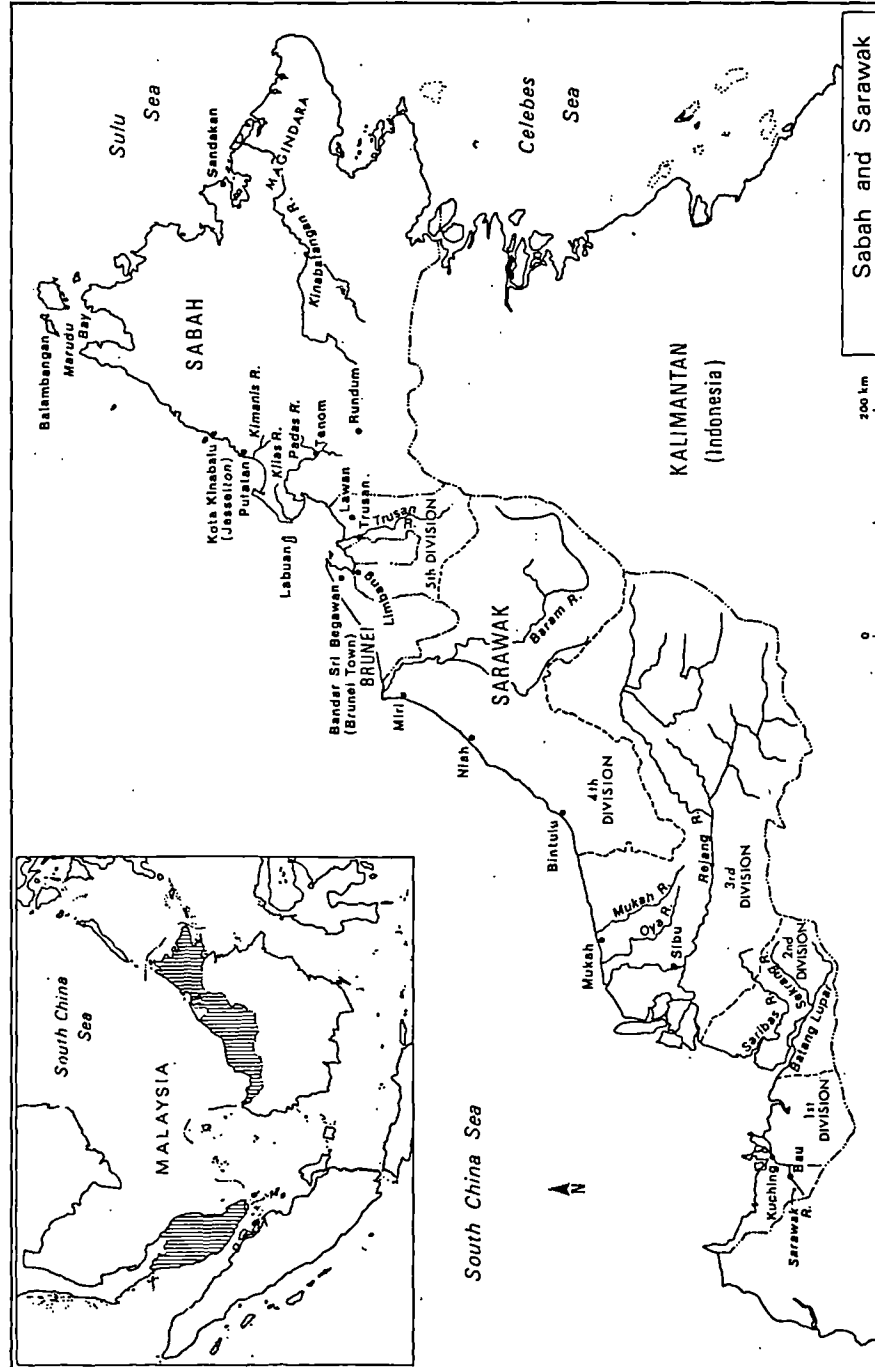 Sabah and Sarawak
South China
Sea
MALAYSIA
Sulu
Sea
Celebes
Sea
South China Sea
N
Balambangan
Marudu
Bay
SABAH
Sandakan
MAGINDARA
Kinabatangan R.
Kota Kinabalu
(Jesselton)
Putatan
Kimanis R.
Klias R.
Padas R.
Tenom
Rundum
Labuan
Lawan
Trusan
Trusan
R.
Limbang
5th DIVISION
Bandar Sri Begawan
(Brunei Town)
BRUNEI
Miri
Niah
SARAWAK
Baram R.
Bintulu
4th
DIVISION
Mukah
Mukah R.
Oya R.
Sibu
Rejang
R.
3rd
DIVISION
Saribas
R.
Sekrang
R.
2nd
DIVISION
Batang Lupar
1st
DIVISION
Kuching
Bau
Sarawak
R.
KALIMANTAN
(Indonesia)
0
200 km